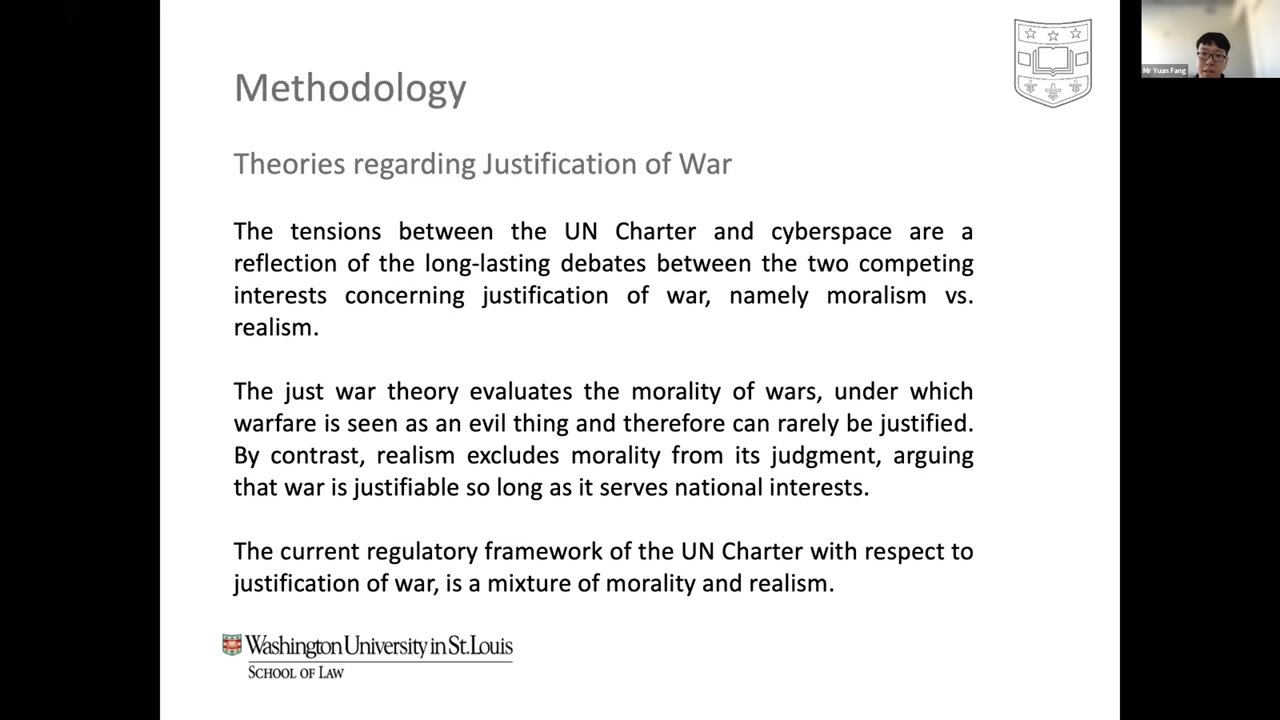 Methodology
Mr Yuan Fang
Theories regarding Justification of War
The tensions between the UN Charter and cyberspace are a
reflection of the long-lasting debates between the two competing
interests concerning justification of war, namely moralism vs.
realism.
The just war theory evaluates the morality of wars, under which
warfare is seen as an evil thing and therefore can rarely be justified.
By contrast, realism excludes morality from its judgment, arguing
that war is justifiable so long as it serves national interests.
The current regulatory framework of the UN Charter with respect to
justification of war, is a mixture of morality and realism.
Washington University in St. Louis
SCHOOL OF LAW